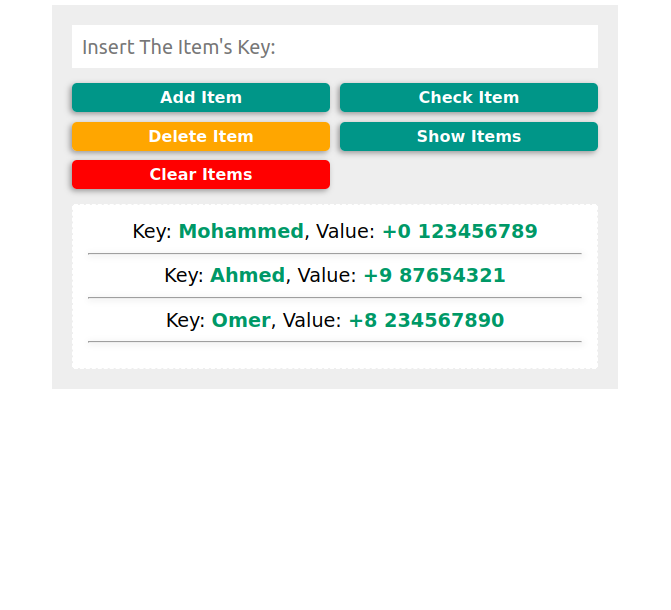 Insert The Item's Key:
Add Item
Check Item
Delete Item
Show Items
Clear Items
Key: Mohammed, Value: +0 123456789
Key: Ahmed, Value: +9 87654321
Key: Omer, Value: +8 234567890